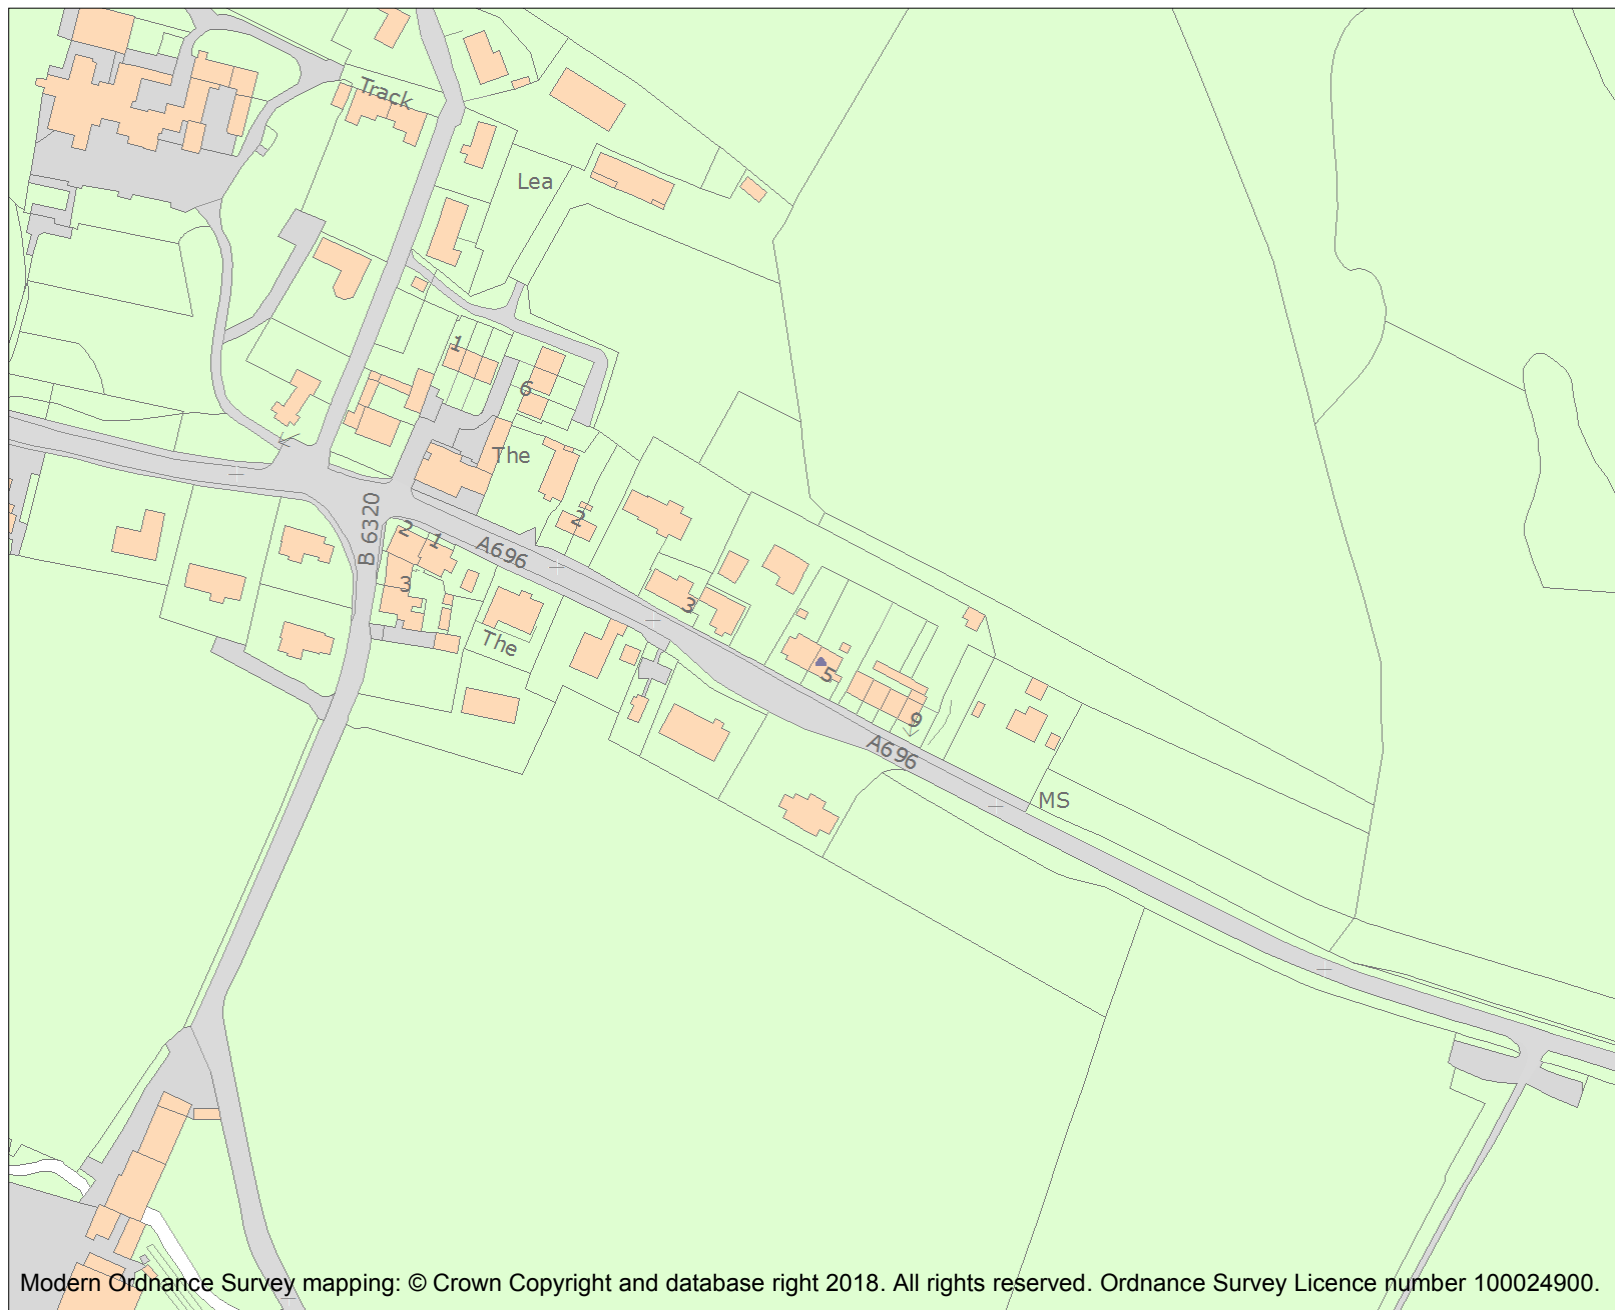 Track
Lea
1
6
The
2
B 6320
2
1
A696
3
3
The
5
9
A696
MS
Modern Ordnance Survey mapping: © Crown Copyright and database right 2018. All rights reserved. Ordnance Survey Licence number 100024900.